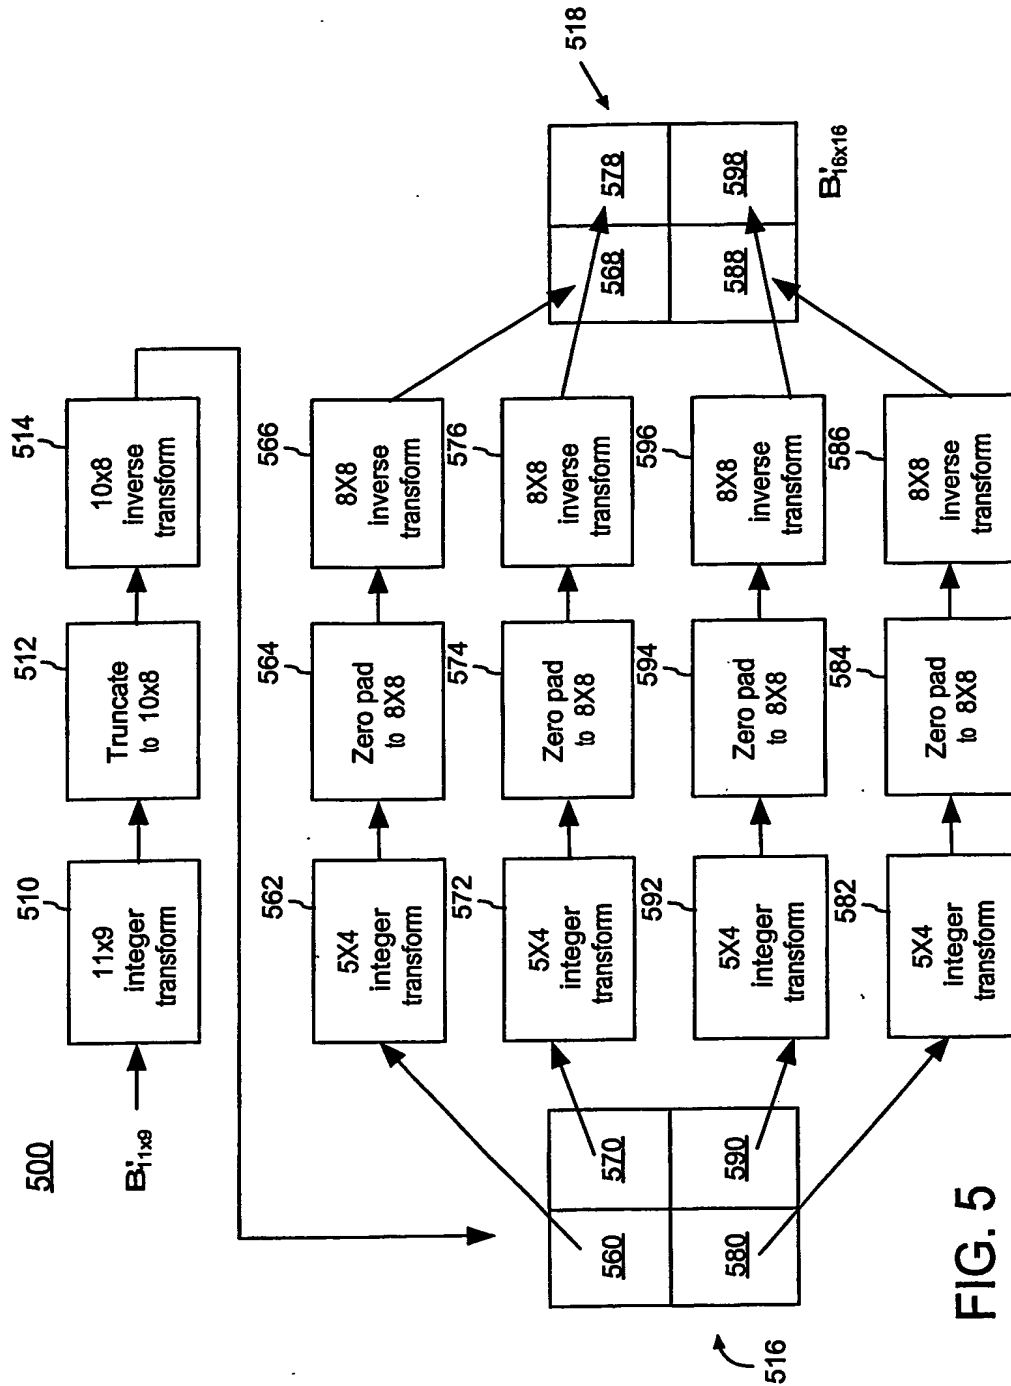 500
B'11x9
510
11x9
integer
transform
512
Truncate
to 10x8
514
10x8
inverse
transform
562
5X4
integer
transform
564
Zero pad
to 8X8
566
8X8
inverse
transform
572
5X4
integer
transform
574
Zero pad
to 8X8
576
8X8
inverse
transform
592
5X4
integer
transform
594
Zero pad
to 8X8
596
8X8
inverse
transform
582
5X4
integer
transform
584
Zero pad
to 8X8
586
8X8
inverse
transform
516
560
570
580
590
518
568
578
588
598
B'16x16
FIG. 5